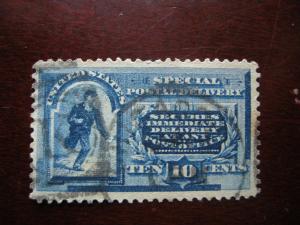 UNITED STATES
SPECIAL
POSTAL DELIVERY
SECURES
IMMEDIATE
DELIVERY
AT ANY
POST OFFICE
TEN 10 CENTS